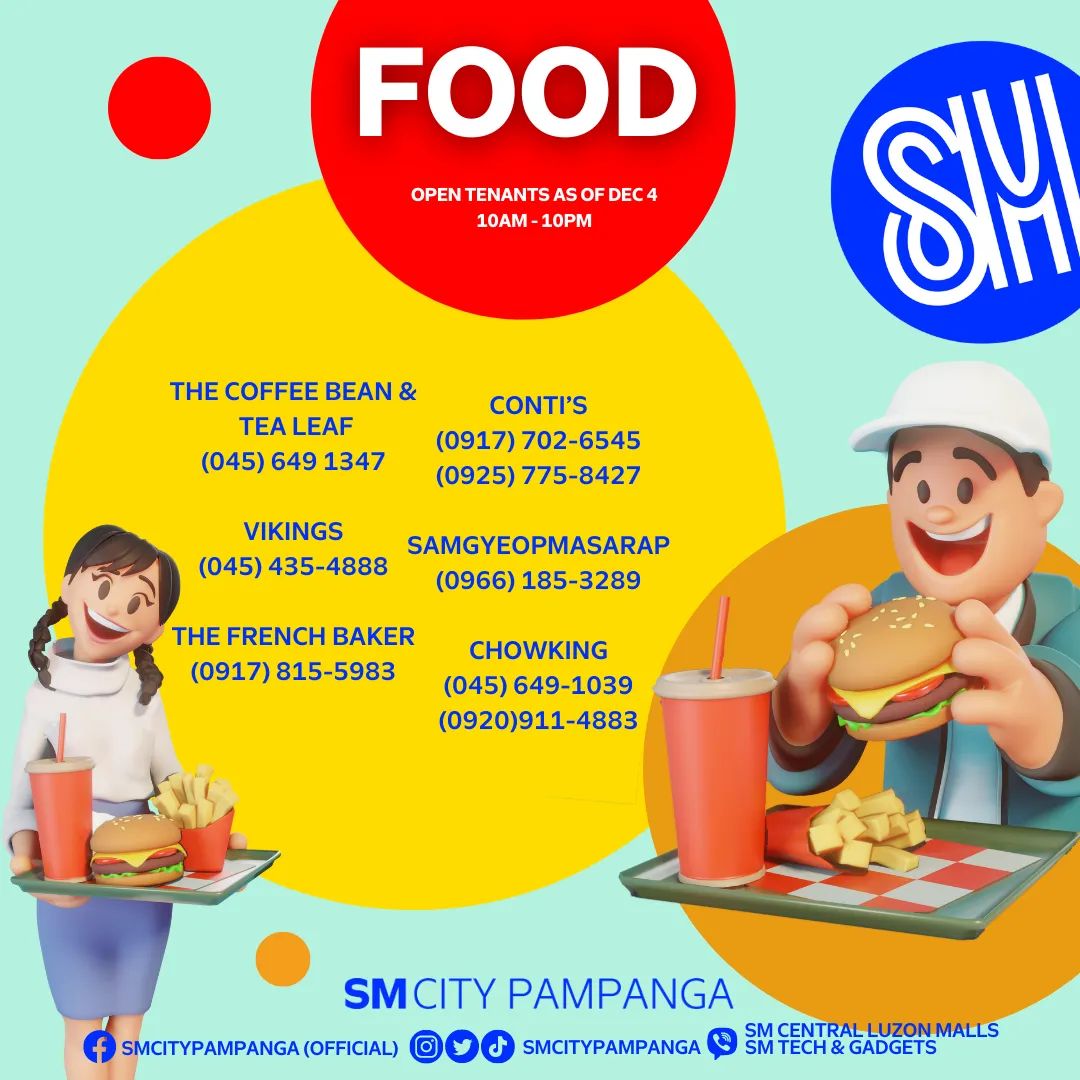 FOOD
OPEN TENANTS AS OF DEC 4
10AM - 10PM
SM
THE COFFEE BEAN &
TEA LEAF
(045) 649 1347
VIKINGS
(045) 435-4888
THE FRENCH BAKER
(0917) 815-5983
CONTI’S
(0917) 702-6545
(0925) 775-8427
SAMGYEOPMASARAP
(0966) 185-3289
CHOWKING
(045) 649-1039
(0920)911-4883
SM CITY PAMPANGA
SMCITYPAMPANGA (OFFICIAL)
SMCITYPAMPANGA
SM CENTRAL LUZON MALLS
SM TECH & GADGETS